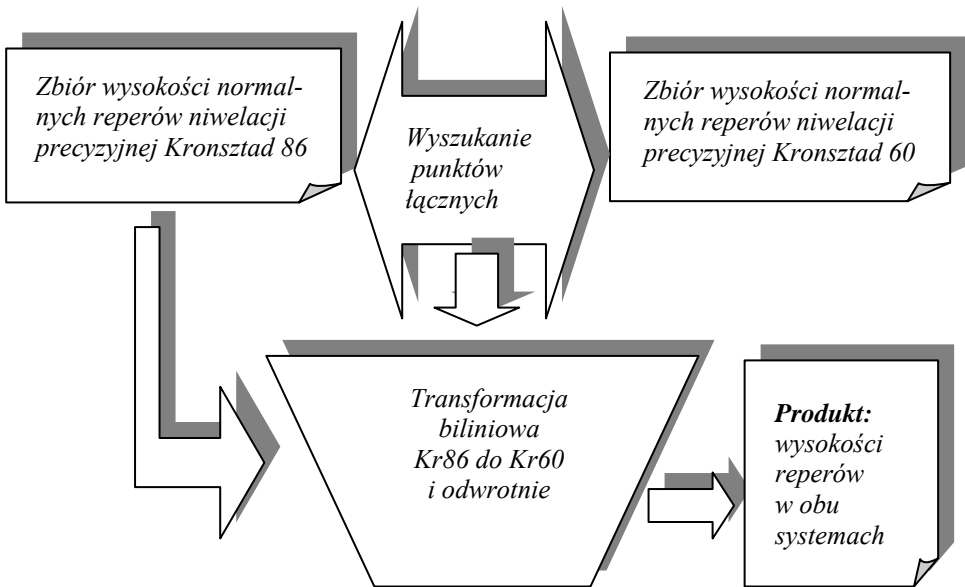 Zbiór wysokości normal-
nych reperów niwelacji
precyzyjnej Kronsztad 86
Wyszukanie
punktów
łącznych
Zbiór wysokości normal-
nych reperów niwelacji
precyzyjnej Kronsztad 60
Transformacja
biliniowa
Kr86 do Kr60
i odwrotnie
Produkt:
wysokości
reperów
w obu
systemach